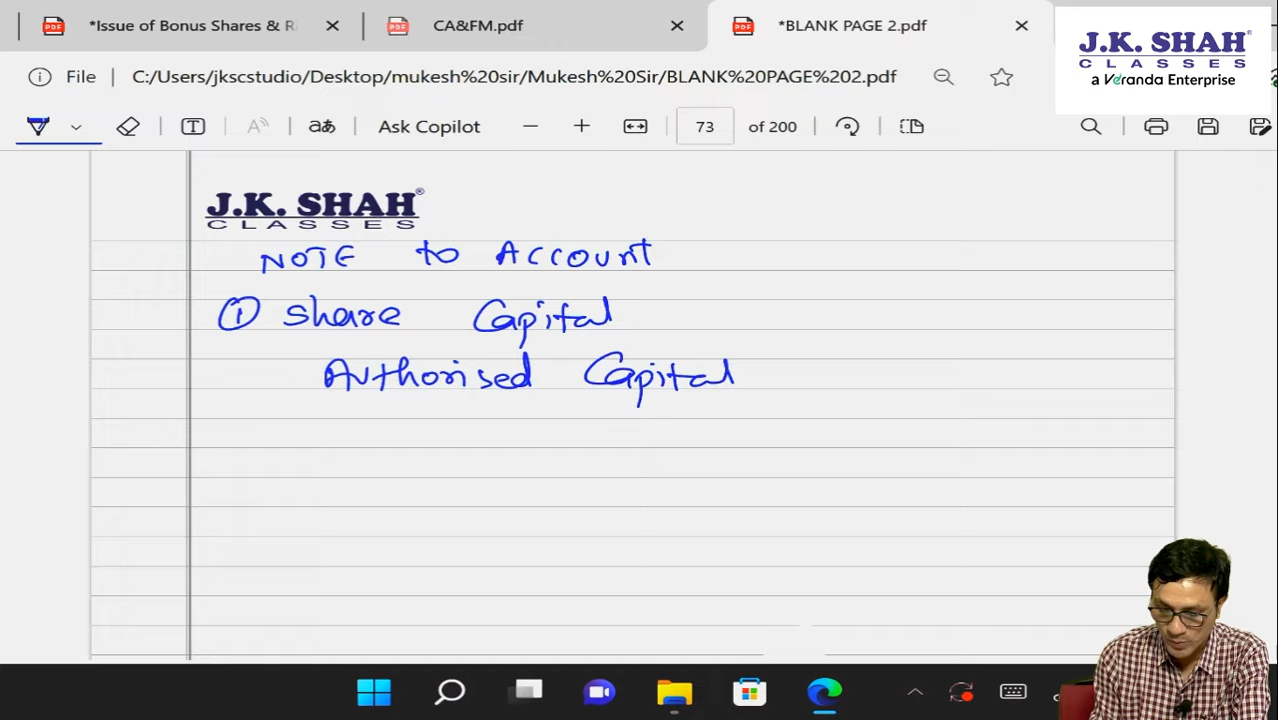 *Issue of Bonus Shares & Ri
CA&FM.pdf
*BLANK PAGE 2.pdf
J.K. SHAH®
CLASSES
a Veranda Enterprise
File
C:/Users/jkscstudio/Desktop/mukesh%20sir/Mukesh%20Sir/BLANK%20PAGE%202.pdf
Ask Copilot
73 of 200
J.K. SHAH®
CLASSES
NOTE to ACCOUNT
① Share Capital
Authorised Capital